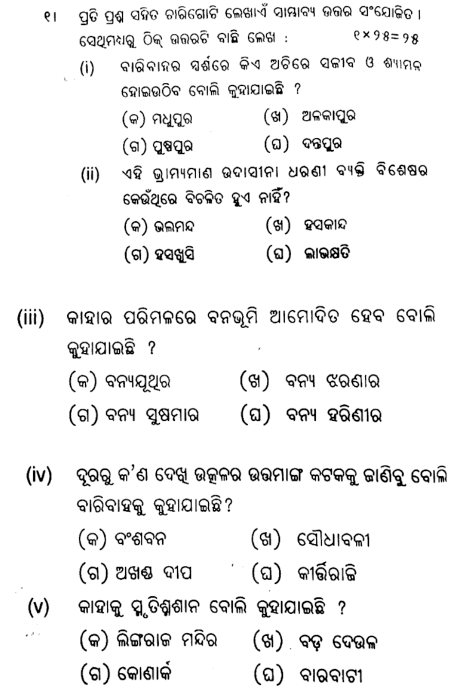 ୧। ପ୍ରତି ପ୍ରଶ୍ନ ସହିତ ଚାରିଗୋଟି ଲେଖାଏଁ ସାମ୍ଭାବ୍ୟ ଉତ୍ତର ସଂଯୋଜିତ।
ସେଥିମଧ୍ୟରୁ ଠିକ୍ ଉତ୍ତରଟି ବାଛି ଲେଖ : ୧×୨୫=୨୫
(i) ବାରିବାହର ସ୍ପର୍ଶରେ କିଏ ଅଚିରେ ସଜୀବ ଓ ଶ୍ୟାମଳ
ହୋଇଉଠିବ ବୋଲି କୁହାଯାଇଛି ?
(କ) ମଧୁପୁର (ଖ) ଅଳକାପୁର
(ଗ) ପୁଷ୍ପପୁର (ଘ) ଦନ୍ତପୁର
(ii) ଏହି ଭ୍ରାମ୍ୟମାଣ ଉଦାସୀନା ଧରଣୀ ବ୍ୟକ୍ତି ବିଶେଷର
କେଉଁଥିରେ ବିଚଳିତ ହୁଏ ନାହିଁ?
(କ) ଭଲମନ୍ଦ (ଖ) ହସକାନ୍ଦ
(ଗ) ହସଖୁସି (ଘ) ଲାଭକ୍ଷତି
(iii) କାହାର ପରିମଳରେ ବନଭୂମି ଆମୋଦିତ ହେବ ବୋଲି
କୁହାଯାଇଛି ?
(କ) ବନ୍ୟଯୂଥିର (ଖ) ବନ୍ୟ ଝରଣାର
(ଗ) ବନ୍ୟ ସୁଷମାର (ଘ) ବନ୍ୟ ହରିଣୀର
(iv) ଦୂରରୁ କ'ଣ ଦେଖି ଉତ୍କଳର ଉତ୍ତମାଙ୍ଗ କଟକକୁ ଜାଣିବୁ ବୋଲି
ବାରିବାହକୁ କୁହାଯାଇଛି?
(କ) ବଂଶବନ (ଖ) ସୌଧାବଳୀ
(ଗ) ଅଖଣ୍ଡ ଦୀପ (ଘ) କୀର୍ତ୍ତିରାଜି
(v) କାହାକୁ ସ୍ମୃତିଶ୍ମଶାନ ବୋଲି କୁହାଯାଇଛି ?
(କ) ଲିଙ୍ଗରାଜ ମନ୍ଦିର (ଖ) ବଡ଼ ଦେଉଳ
(ଗ) କୋଣାର୍କ (ଘ) ବାରବାଟୀ